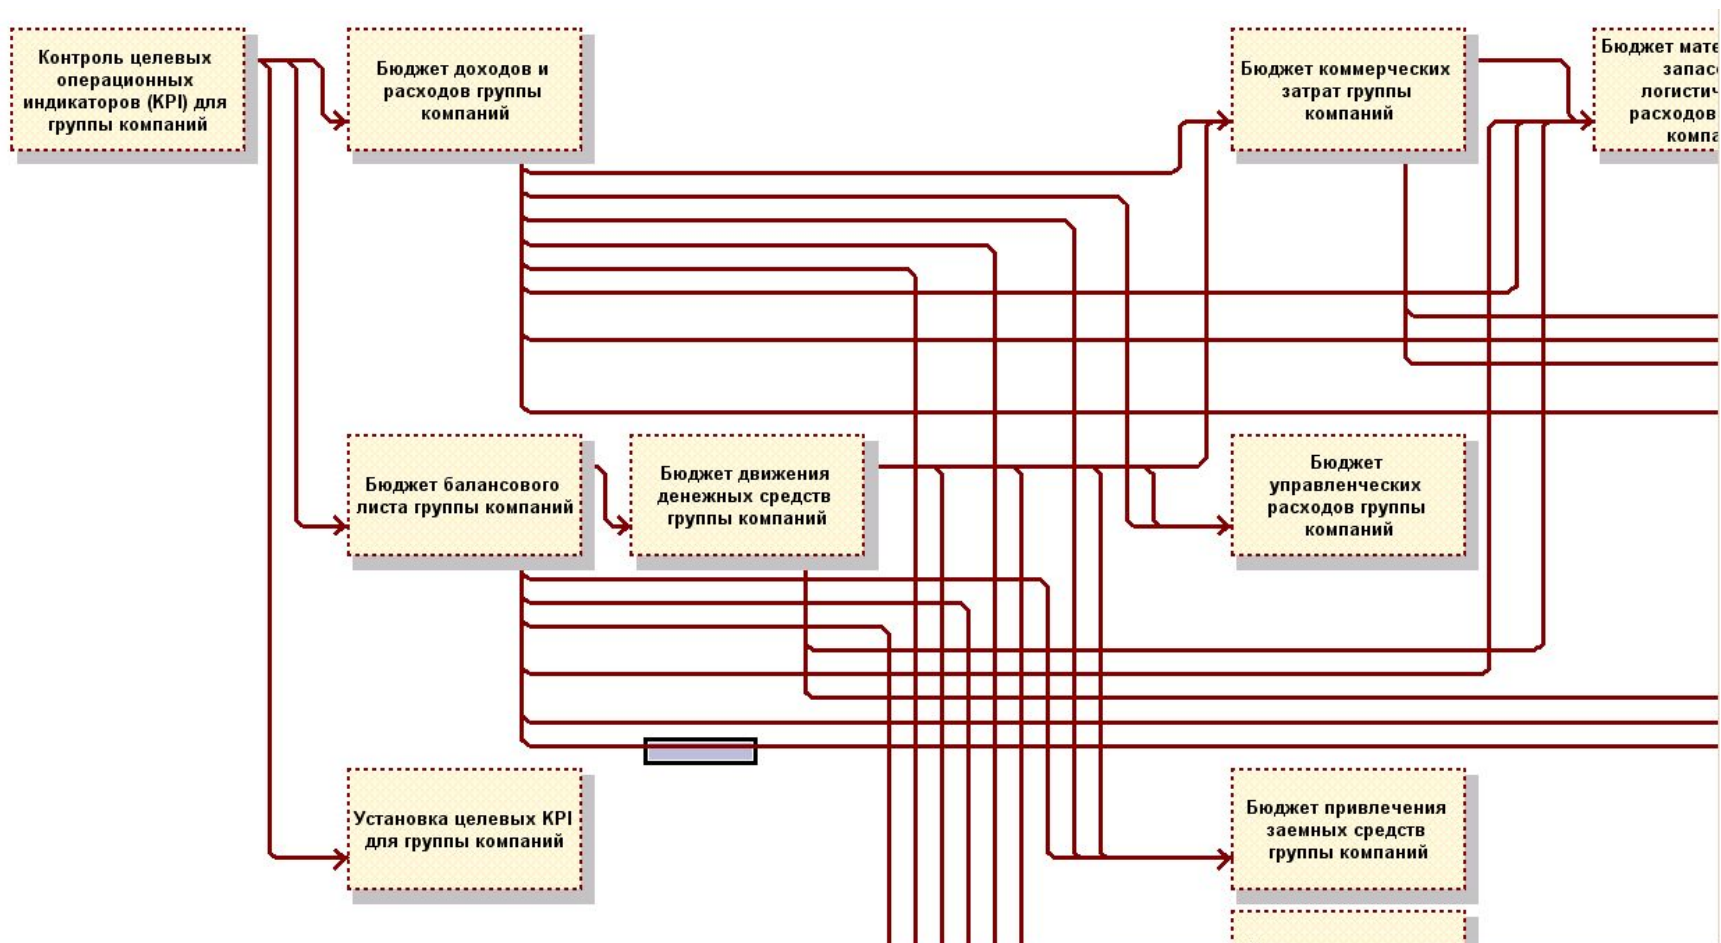 Контроль целевых
операционных
индикаторов (KPI) для
группы компаний
Бюджет доходов и
расходов группы
компаний
Бюджет коммерческих
затрат группы
компаний
Бюджет
расходов
Бюджет балансового
листа группы компаний
Бюджет движения
денежных средств
группы компаний
Бюджет
управленческих
расходов группы
компаний
Установка целевых KPI
для группы компаний
Бюджет привлечения
заемных средств
группы компаний